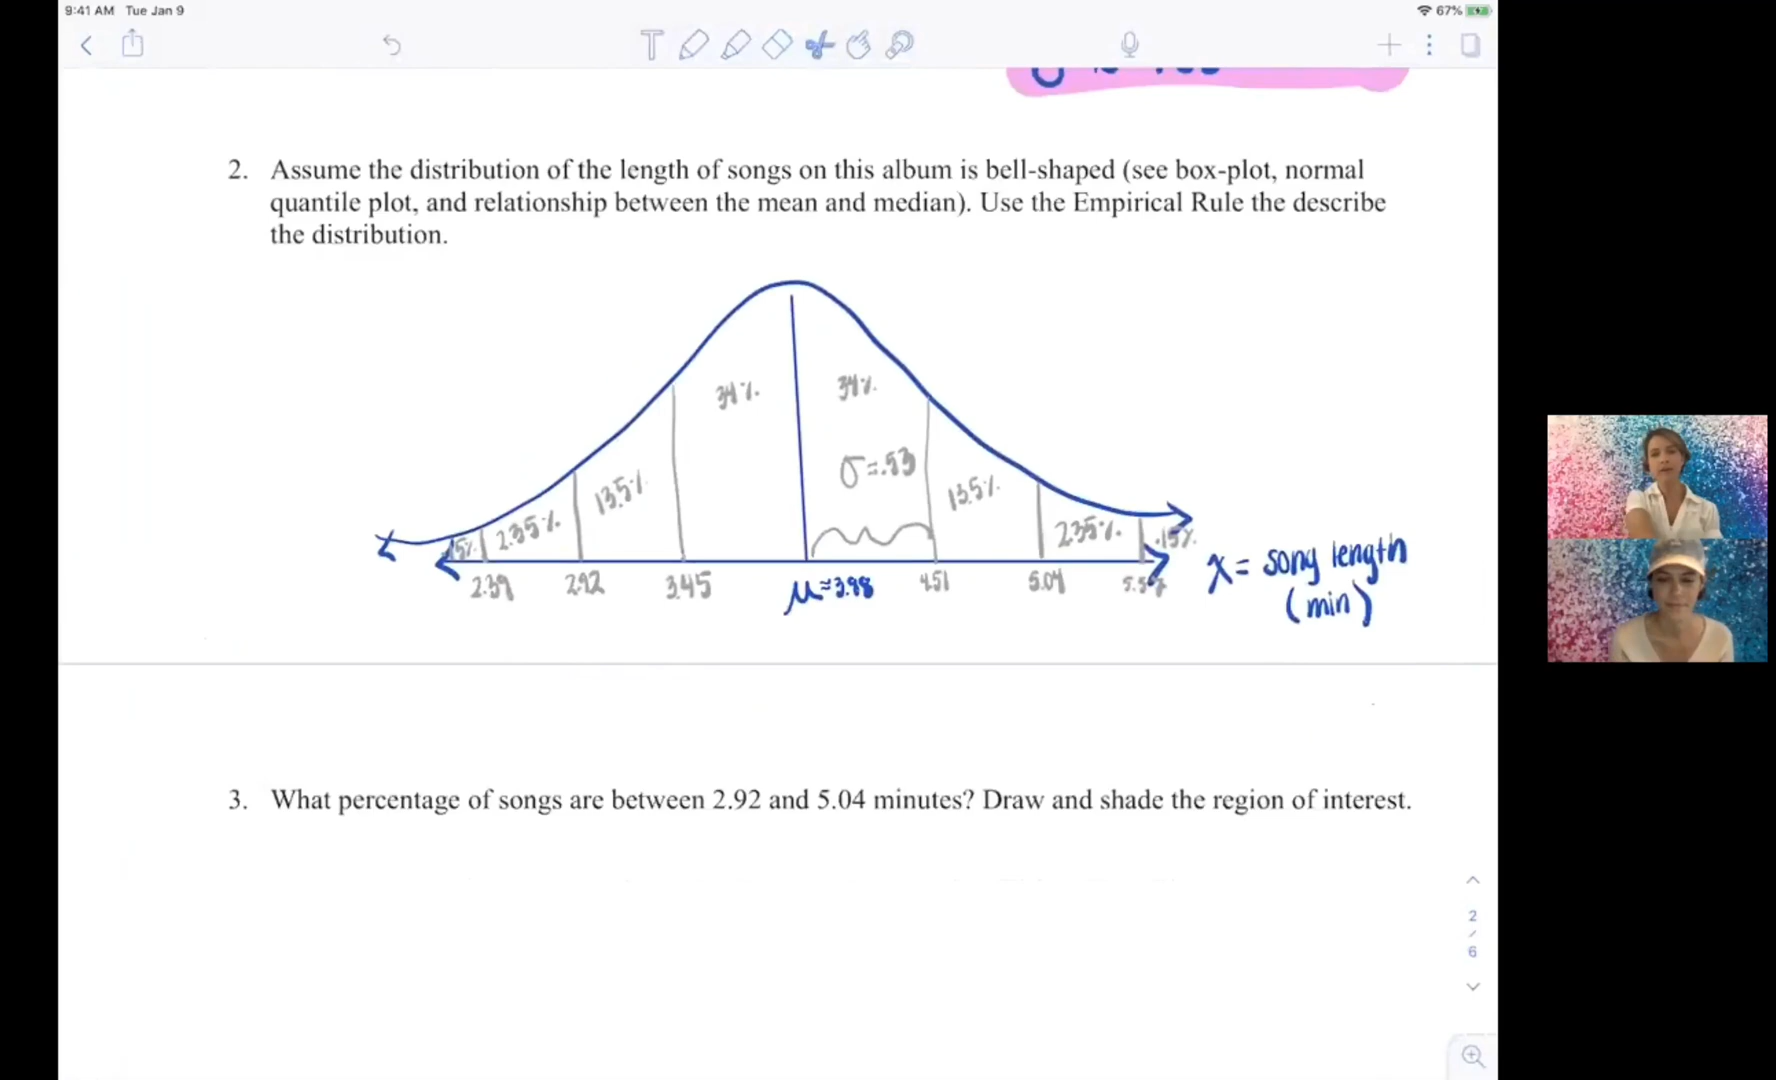 9:41 AM Tue Jan 9
67%
2. Assume the distribution of the length of songs on this album is bell-shaped (see box-plot, normal
quantile plot, and relationship between the mean and median). Use the Empirical Rule the describe
the distribution.
34% 34%
σ=.53
13.5% 13.5%
.15% 2.35% 2.35% .15%
2.39 2.92 3.45 μ≈3.98 4.51 5.04 5.57
x = song length
(min)
3. What percentage of songs are between 2.92 and 5.04 minutes? Draw and shade the region of interest.
2
/
6